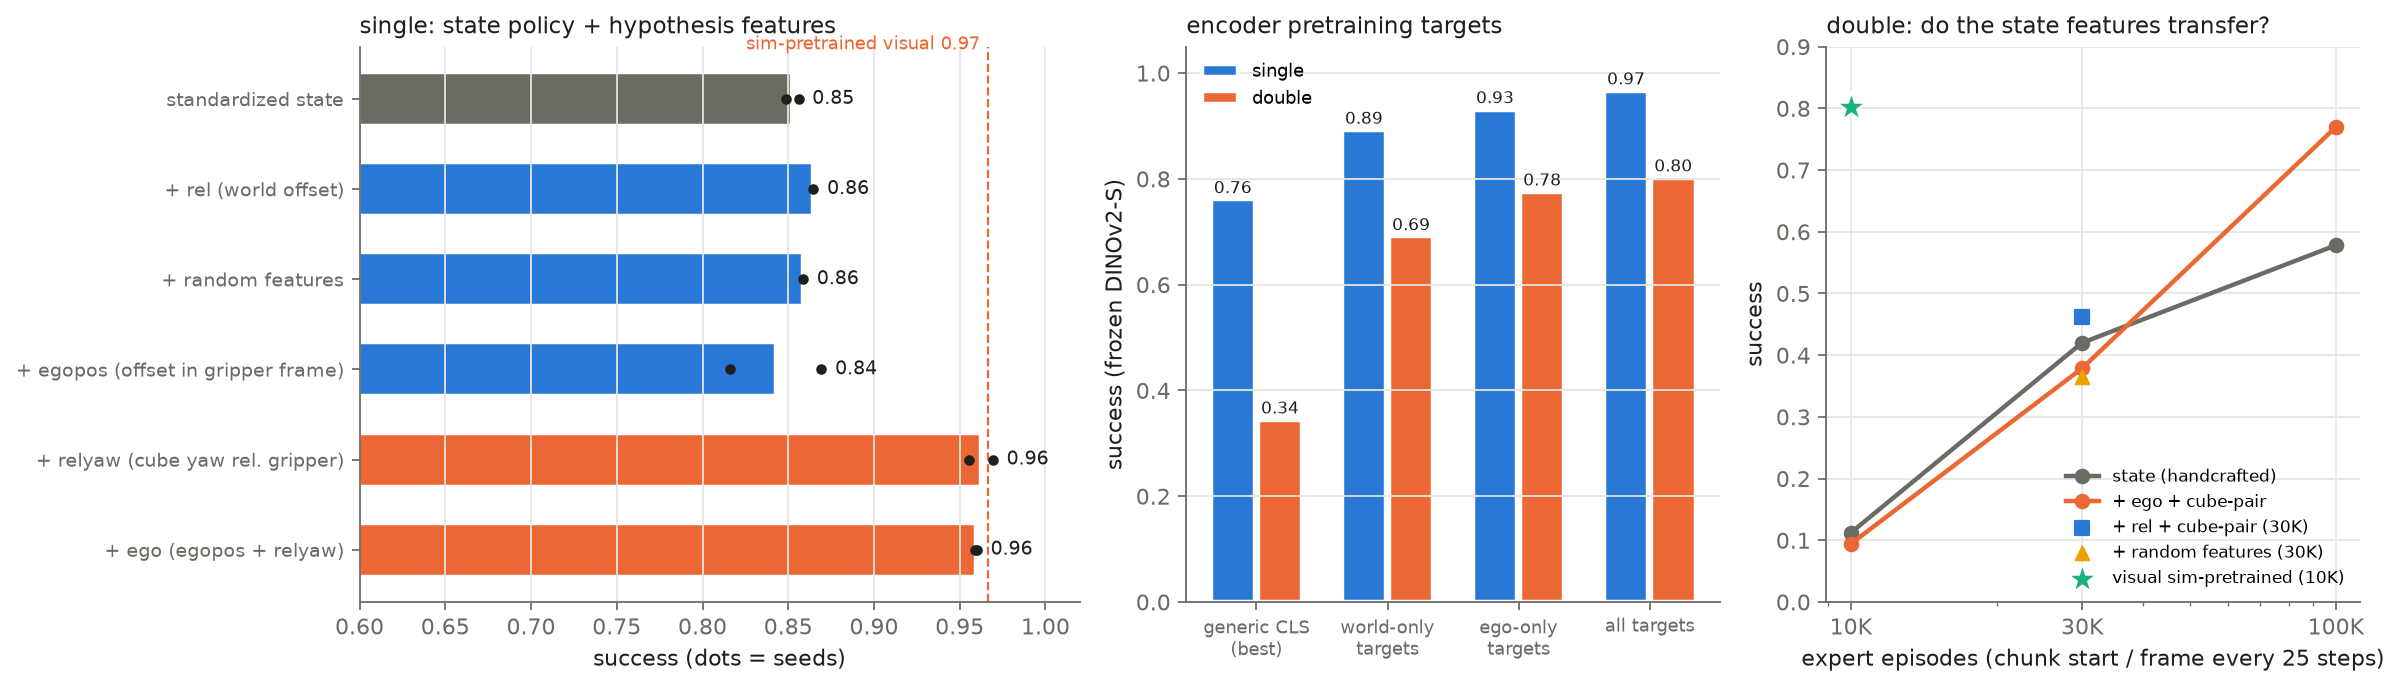 single: state policy + hypothesis features
sim-pretrained visual 0.97
standardized state
0.85
+ rel (world offset)
0.86
+ random features
0.86
+ egopos (offset in gripper frame)
0.84
+ relyaw (cube yaw rel. gripper)
0.96
+ ego (egopos + relyaw)
0.96
0.60 0.65 0.70 0.75 0.80 0.85 0.90 0.95 1.00
success (dots = seeds)
encoder pretraining targets
single
double
success (frozen DINOv2-S)
1.0
0.8
0.6
0.4
0.2
0.0
0.76
0.34
0.89
0.69
0.93
0.78
0.97
0.80
generic CLS
(best)
world-only
targets
ego-only
targets
all targets
double: do the state features transfer?
success
0.9
0.8
0.7
0.6
0.5
0.4
0.3
0.2
0.1
0.0
state (handcrafted)
+ ego + cube-pair
+ rel + cube-pair (30K)
+ random features (30K)
visual sim-pretrained (10K)
10K 30K 100K
expert episodes (chunk start / frame every 25 steps)